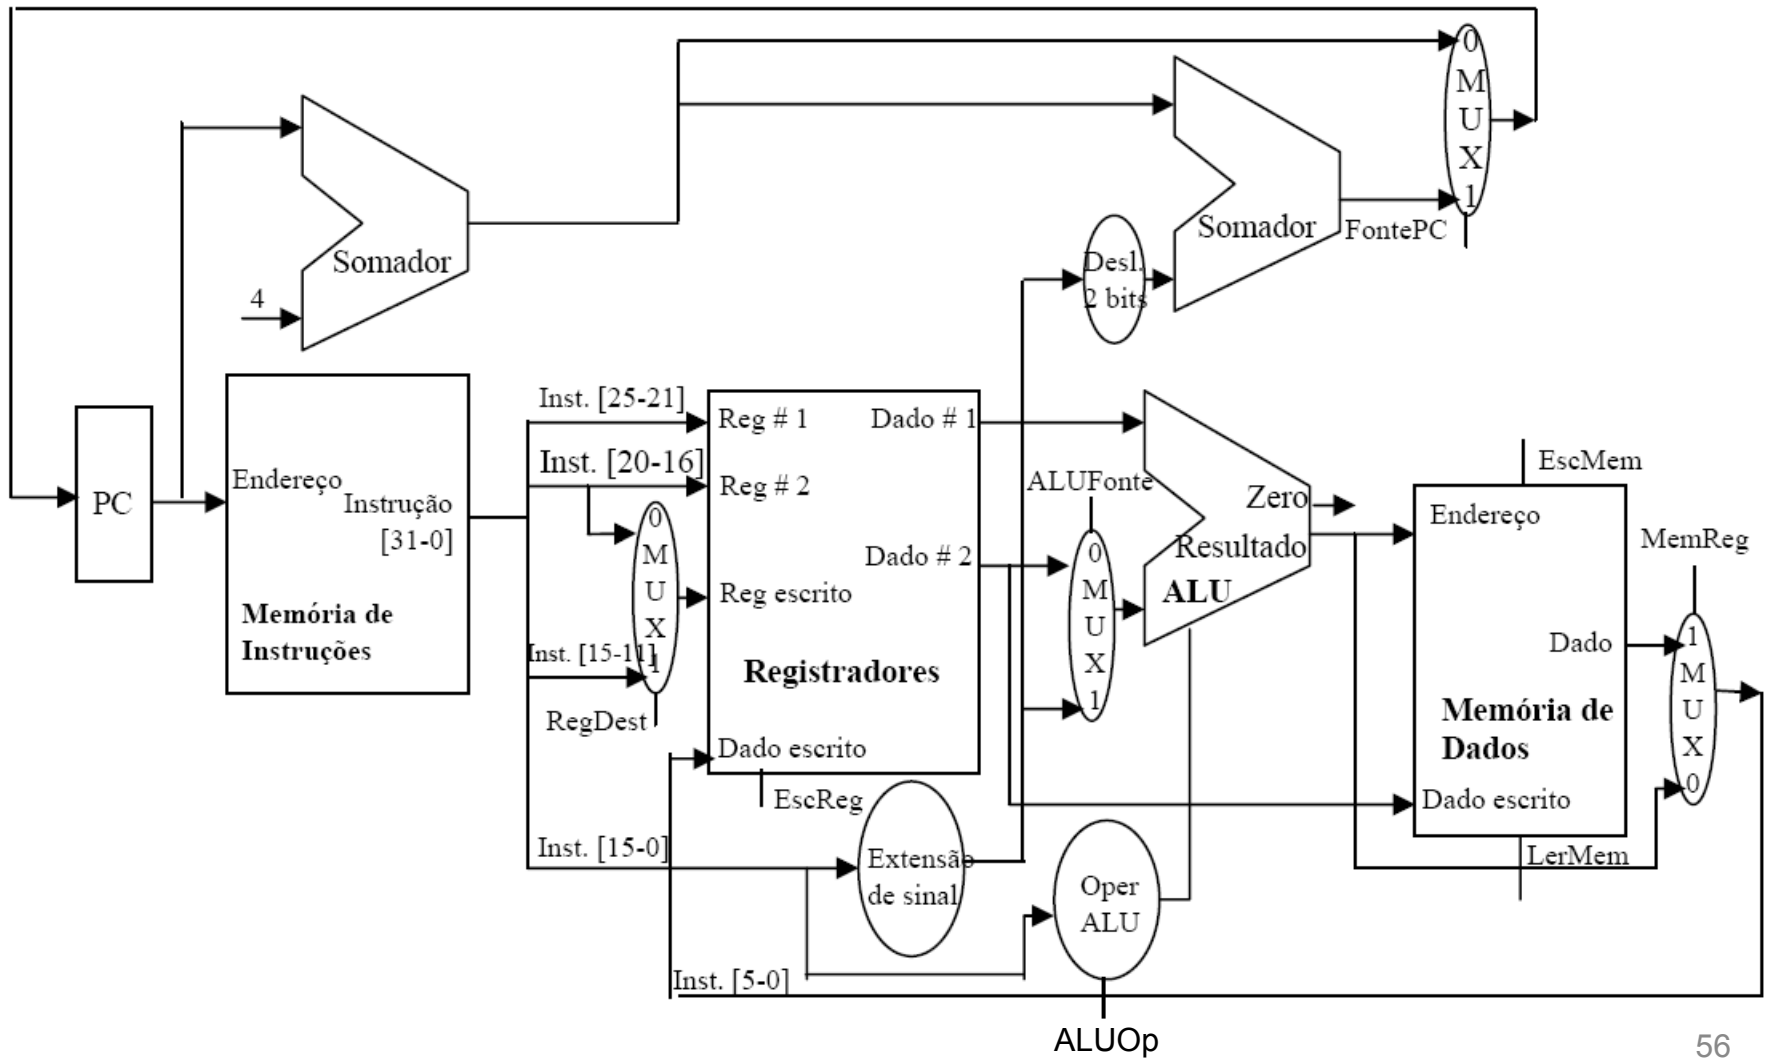 0
M
U
X
1
Somador
4
Somador
FontePC
Desl.
2 bits
PC
Endereço
Instrução
[31-0]
Memória de
Instruções
Inst. [25-21]
Inst. [20-16]
0
M
U
X
1
Inst. [15-11]
RegDest
Reg # 1
Dado # 1
Reg # 2
Dado # 2
Reg escrito
Registradores
Dado escrito
EscReg
Inst. [15-0]
Extensão
de sinal
Inst. [5-0]
ALUFonte
0
M
U
X
1
Zero
Resultado
ALU
Oper
ALU
ALUOp
EscMem
Endereço
Dado
Memória de
Dados
Dado escrito
LerMem
MemReg
1
M
U
X
0
56